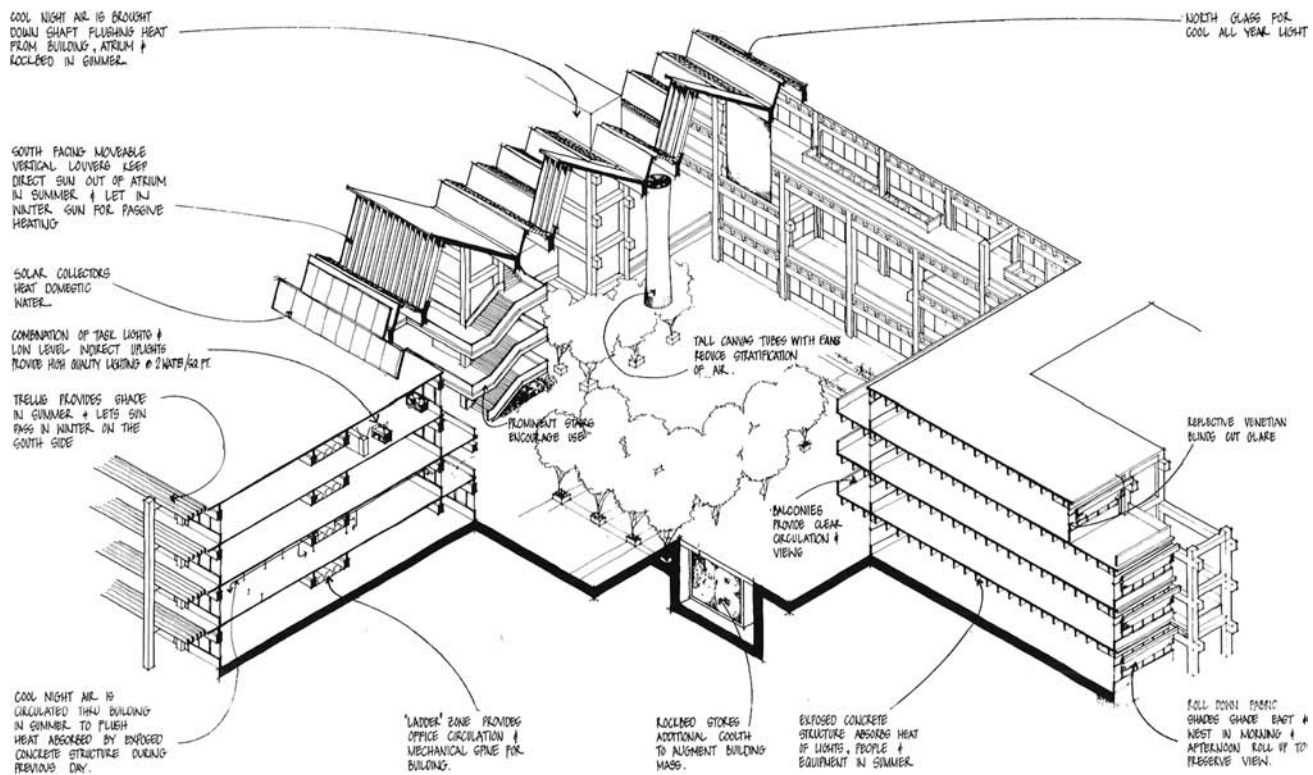 COOL NIGHT AIR IS BROUGHT
DOWN SHAFT FLUSHING HEAT
FROM BUILDING, ATRIUM &
ROCKBED IN SUMMER.
NORTH GLASS FOR
COOL ALL YEAR LIGHT
SOUTH FACING MOVEABLE
VERTICAL LOUVERS KEEP
DIRECT SUN OUT OF ATRIUM
IN SUMMER & LET IN
WINTER SUN FOR PASSIVE
HEATING
SOLAR COLLECTORS
HEAT DOMESTIC
WATER.
COMBINATION OF TASK LIGHTS &
LOW LEVEL INDIRECT UPLIGHTS
PROVIDE HIGH QUALITY LIGHTING @ 2 WATTS/SQ.FT.
TRELLIS PROVIDES SHADE
IN SUMMER & LETS SUN
PASS IN WINTER ON THE
SOUTH SIDE
TALL CANVAS TUBES WITH FANS
REDUCE STRATIFICATION
OF AIR.
PROMINENT STAIRS
ENCOURAGE USE
REFLECTIVE VENETIAN
BLINDS CUT GLARE
BALCONIES
PROVIDE CLEAR
CIRCULATION &
VIEWS
COOL NIGHT AIR IS
CIRCULATED THRU BUILDING
IN SUMMER TO FLUSH
HEAT ABSORBED BY EXPOSED
CONCRETE STRUCTURE DURING
PREVIOUS DAY.
"LADDER" ZONE PROVIDES
OFFICE CIRCULATION &
MECHANICAL SPINE FOR
BUILDING.
ROCKBED STORES
ADDITIONAL COOLTH
TO AUGMENT BUILDING
MASS.
EXPOSED CONCRETE
STRUCTURE ABSORBS HEAT
OF LIGHTS, PEOPLE &
EQUIPMENT IN SUMMER
ROLL DOWN FABRIC
SHADES SHADE EAST &
WEST IN MORNING &
AFTERNOON ROLL UP TO
PRESERVE VIEW.